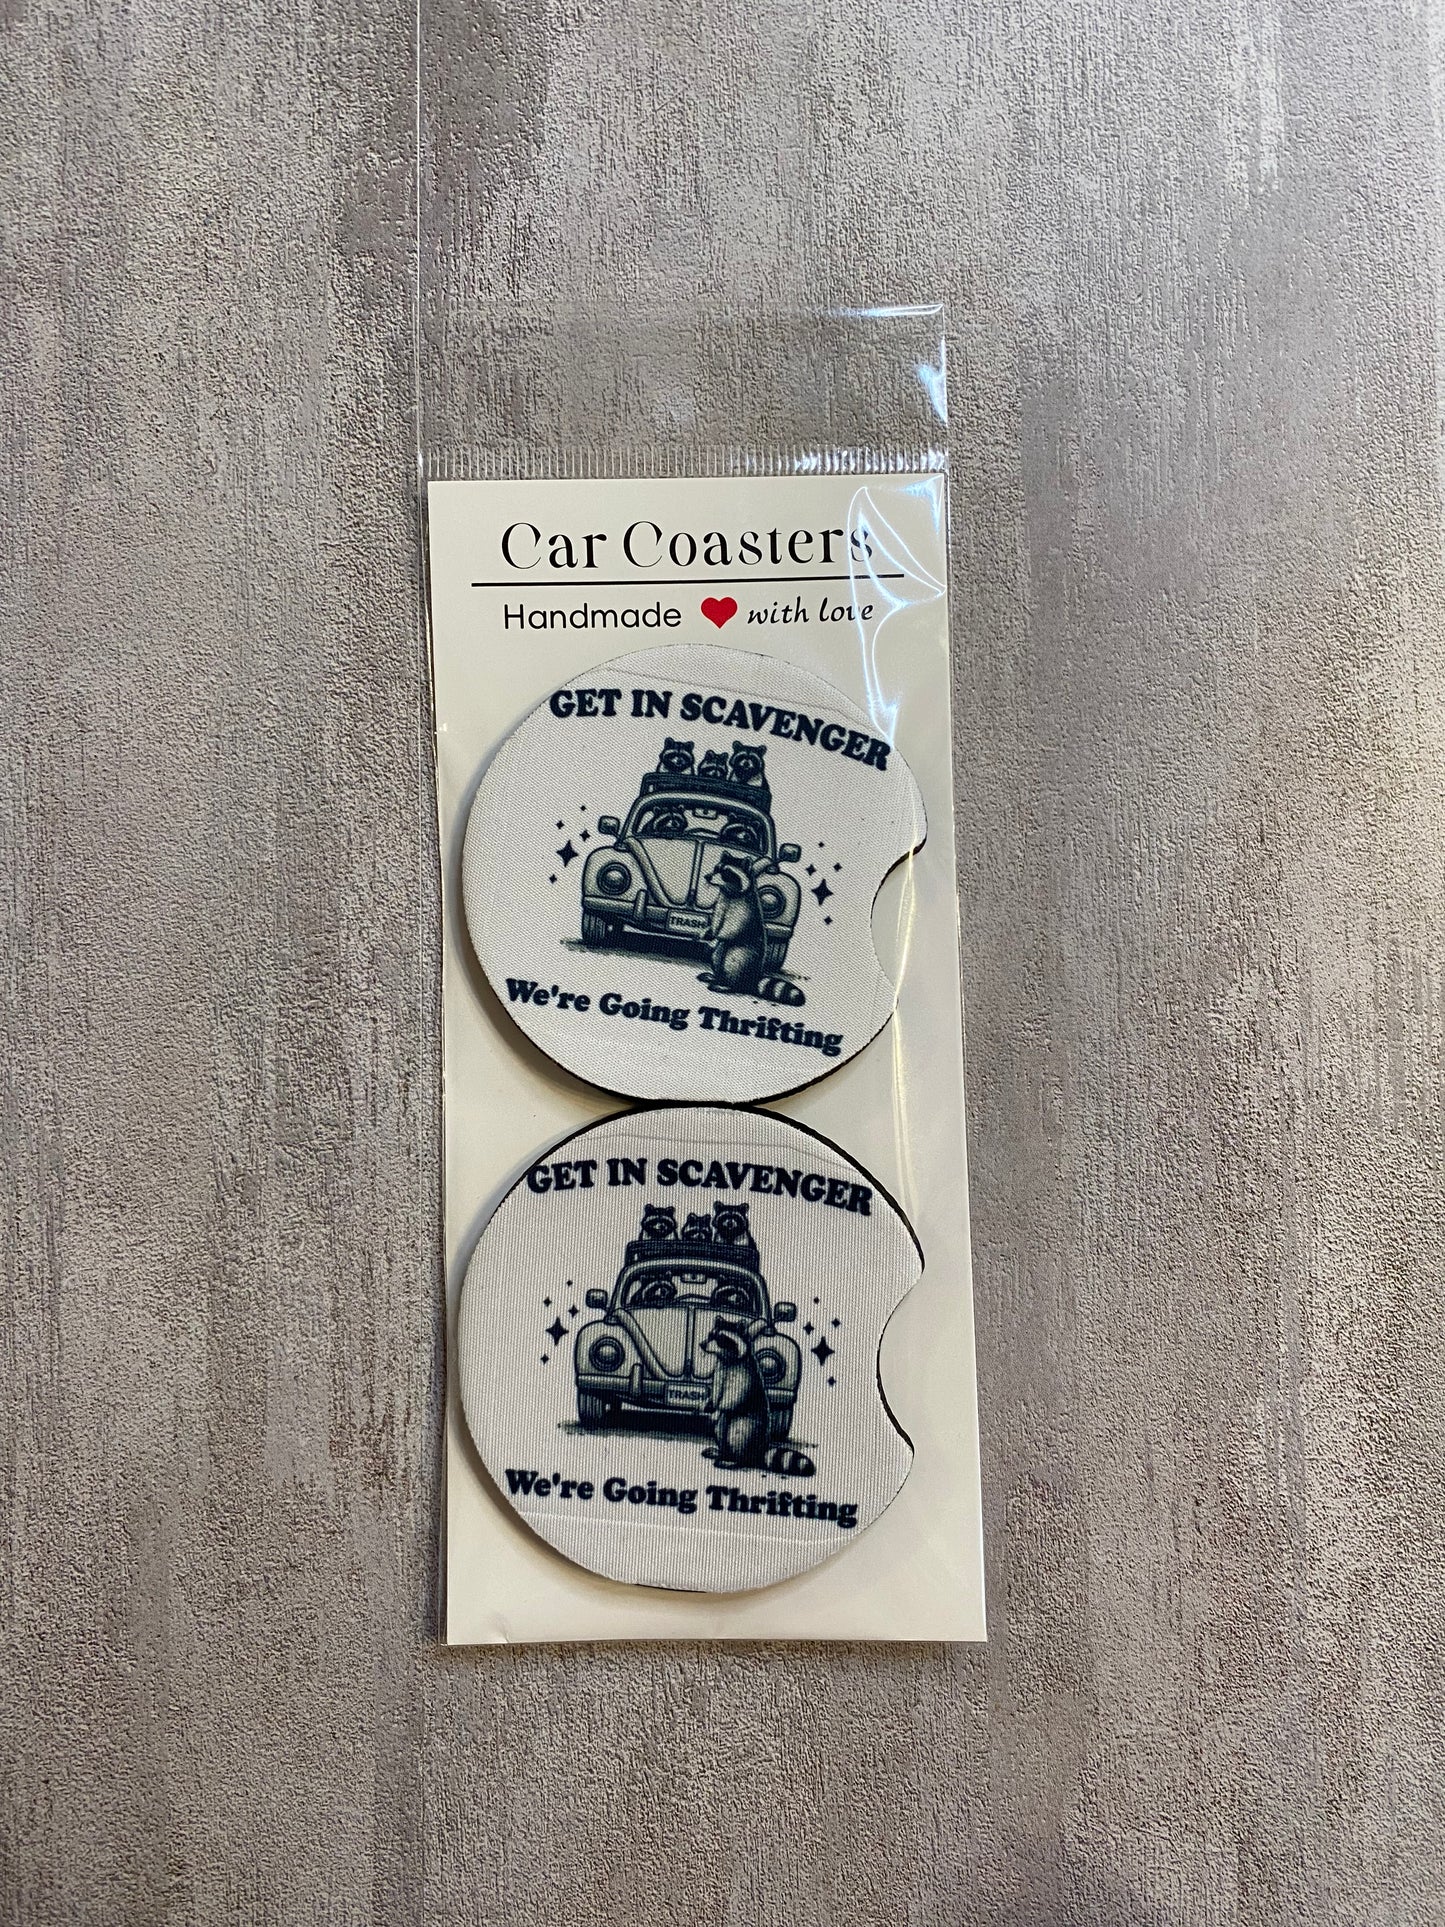 Car Coasters
Handmade ❤ with love
GET IN SCAVENGER
TRASH
We're Going Thrifting
GET IN SCAVENGER
TRASH
We're Going Thrifting